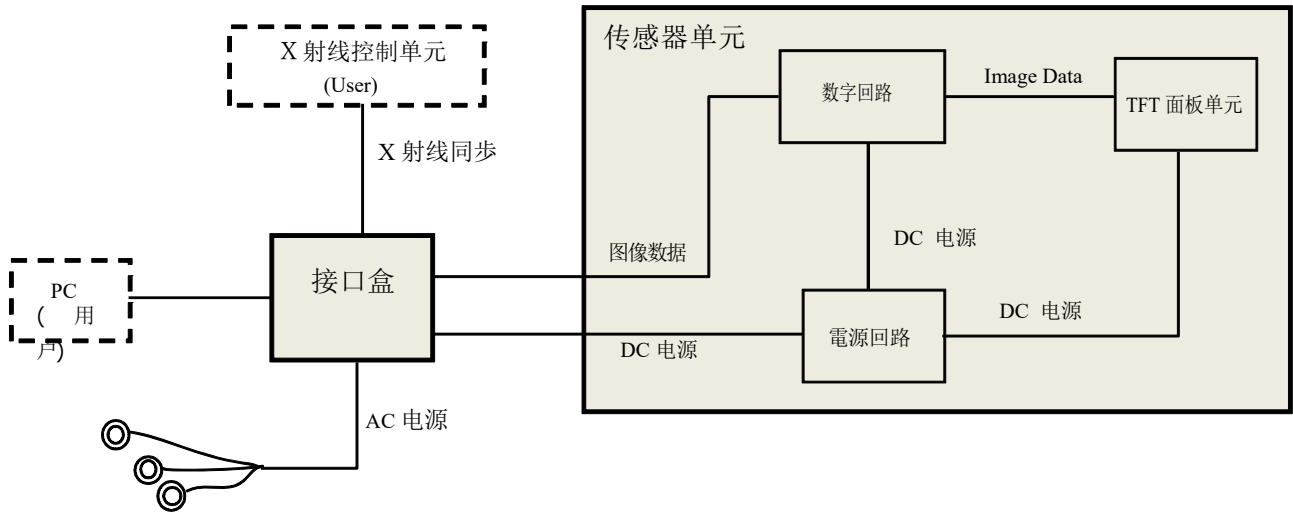 X 射线控制单元
(User)
X 射线同步
PC
( 用
户)
接口盒
AC 电源
传感器单元
数字回路
Image Data
TFT 面板单元
图像数据
DC 电源
DC 电源
電源回路
DC 电源